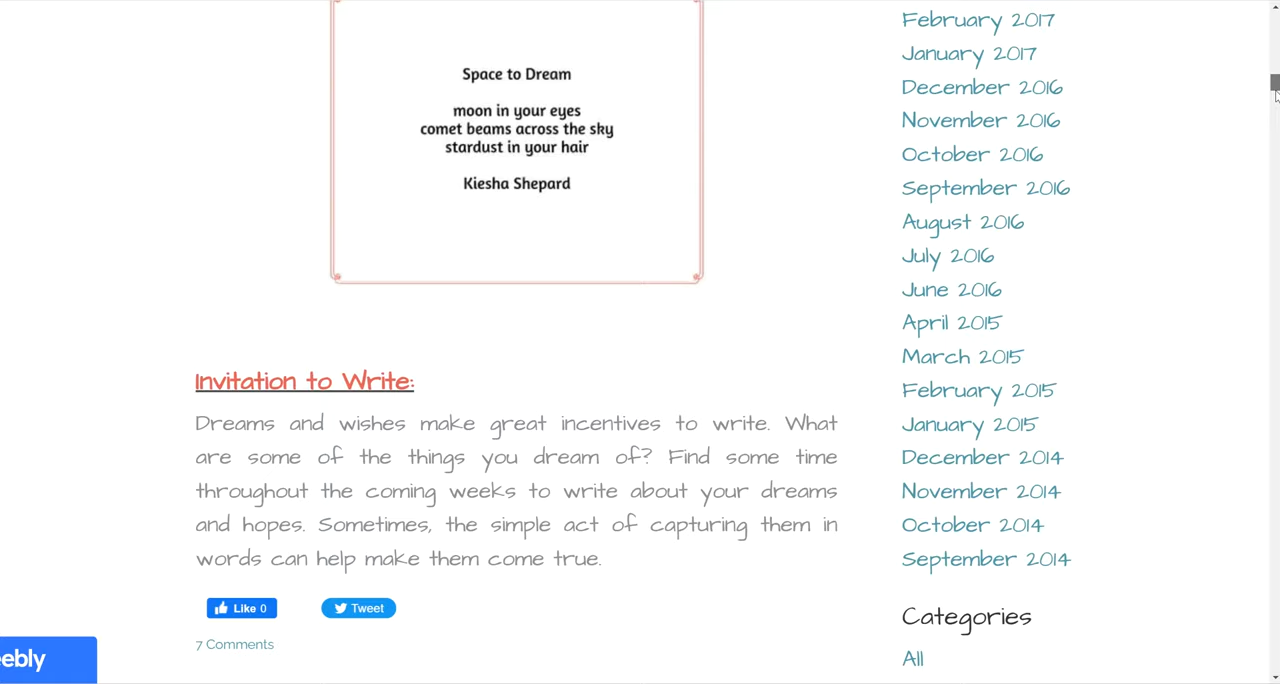 Space to Dream
moon in your eyes
comet beams across the sky
stardust in your hair
Kiesha Shepard
Invitation to Write:
Dreams and wishes make great incentives to write. What
are some of the things you dream of? Find some time
throughout the coming weeks to write about your dreams
and hopes. Sometimes, the simple act of capturing them in
words can help make them come true.
Like 0
Tweet
7 Comments
eebly
February 2017
January 2017
December 2016
November 2016
October 2016
September 2016
August 2016
July 2016
June 2016
April 2015
March 2015
February 2015
January 2015
December 2014
November 2014
October 2014
September 2014
Categories
All